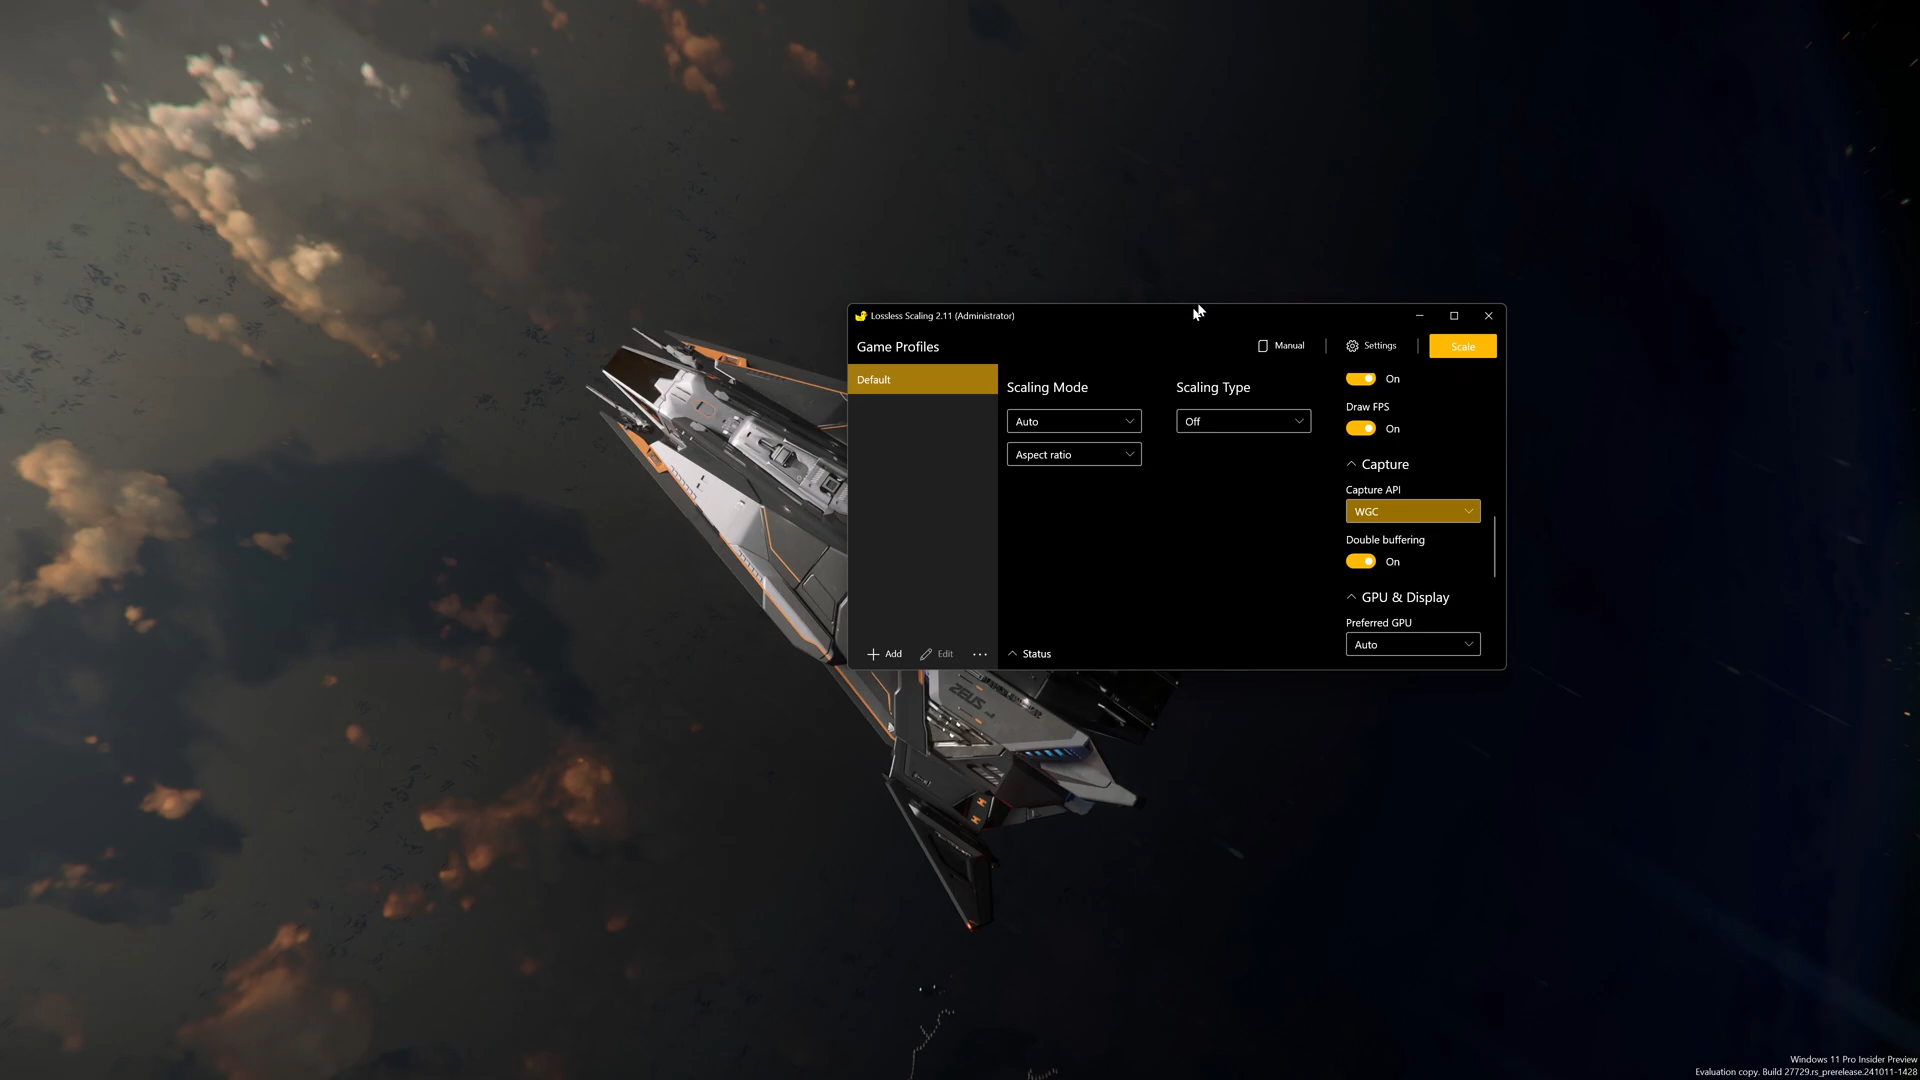 Lossless Scaling 2.11 (Administrator)
Game Profiles
Manual
Settings
Scale
Default
Scaling Mode
Auto
Aspect ratio
Scaling Type
Off
On
Draw FPS
On
Capture
Capture API
WGC
Double buffering
On
GPU & Display
Preferred GPU
Auto
Add
Edit
Status
Windows 11 Pro Insider Preview
Evaluation copy. Build 27729.rs_prerelease.241011-1428